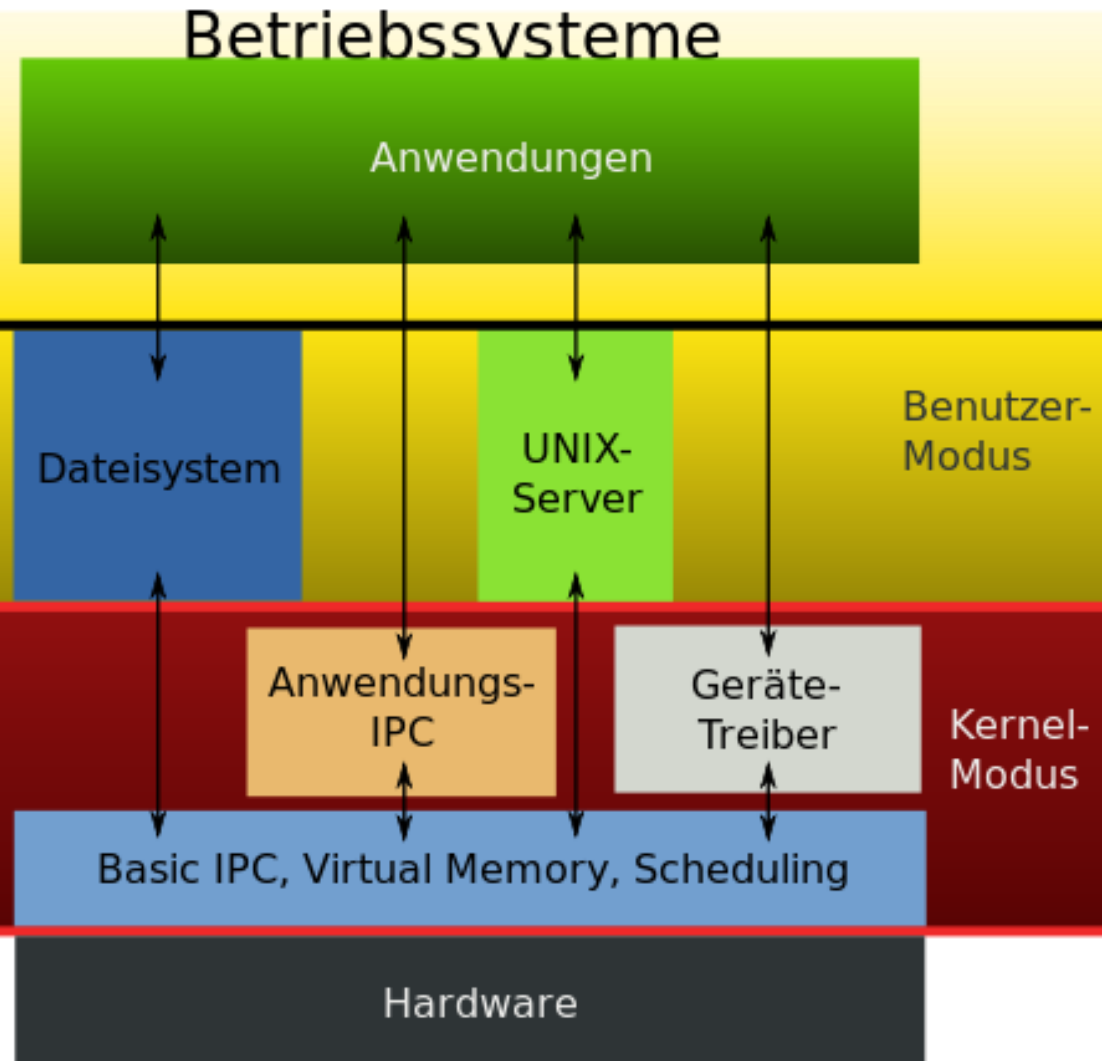 Betriebssysteme
Anwendungen
Benutzer-
Modus
Dateisystem
UNIX-
Server
Anwendungs-
IPC
Geräte-
Treiber
Kernel-
Modus
Basic IPC, Virtual Memory, Scheduling
Hardware